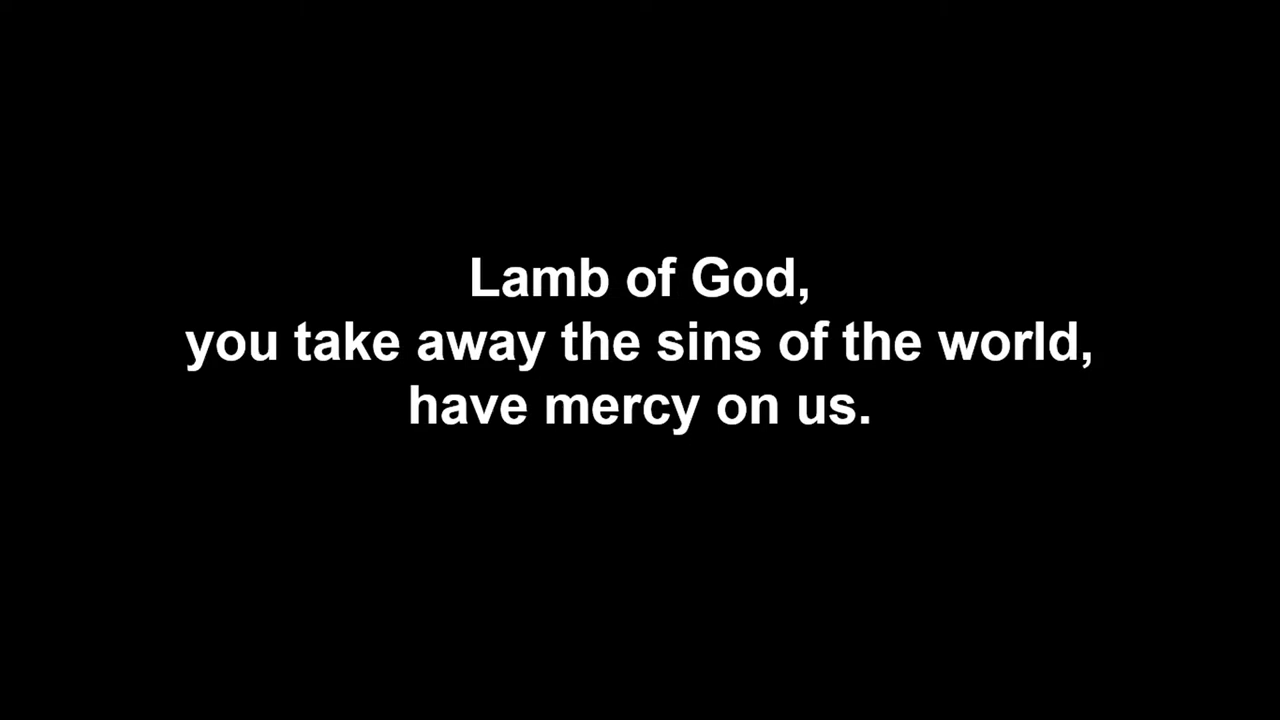 Lamb of God,
you take away the sins of the world,
have mercy on us.